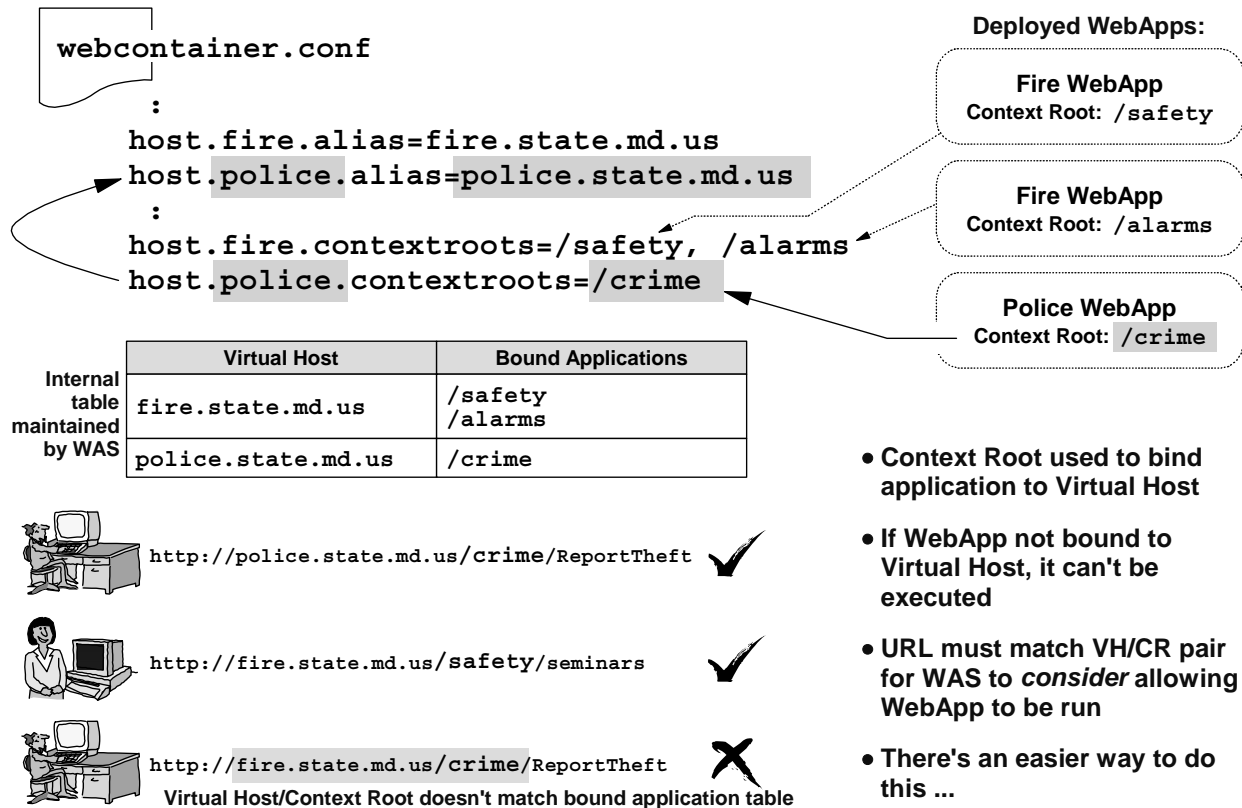 webcontainer.conf
:
host.fire.alias=fire.state.md.us
host.police.alias=police.state.md.us
:
host.fire.contextroots=/safety, /alarms
host.police.contextroots=/crime
Deployed WebApps:
Fire WebApp
Context Root: /safety
Fire WebApp
Context Root: /alarms
Police WebApp
Context Root: /crime
Internal
table
maintained
by WAS
Virtual Host Bound Applications
fire.state.md.us /safety
/alarms
police.state.md.us /crime
http://police.state.md.us/crime/ReportTheft
http://fire.state.md.us/safety/seminars
http://fire.state.md.us/crime/ReportTheft
Virtual Host/Context Root doesn't match bound application table
● Context Root used to bind
application to Virtual Host
● If WebApp not bound to
Virtual Host, it can't be
executed
● URL must match VH/CR pair
for WAS to consider allowing
WebApp to be run
● There's an easier way to do
this ...